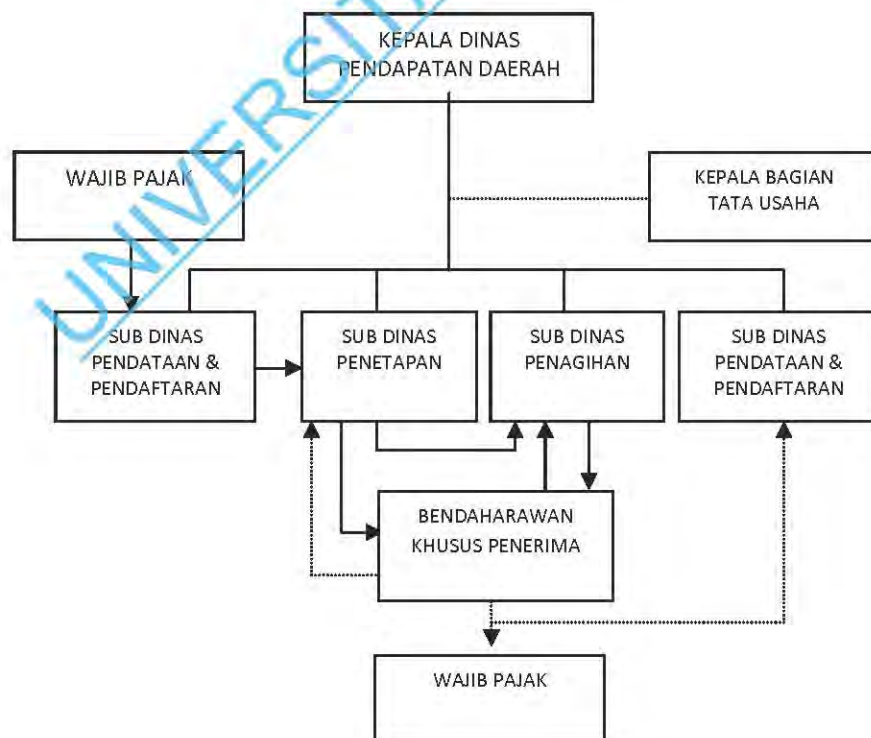 KEPALA DINAS
PENDAPATAN DAERAH
WAJIB PAJAK
KEPALA BAGIAN
TATA USAHA
SUB DINAS
PENDATAAN &
PENDAFTARAN
SUB DINAS
PENETAPAN
SUB DINAS
PENAGIHAN
SUB DINAS
PENDATAAN &
PENDAFTARAN
BENDAHARAWAN
KHUSUS PENERIMA
WAJIB PAJAK